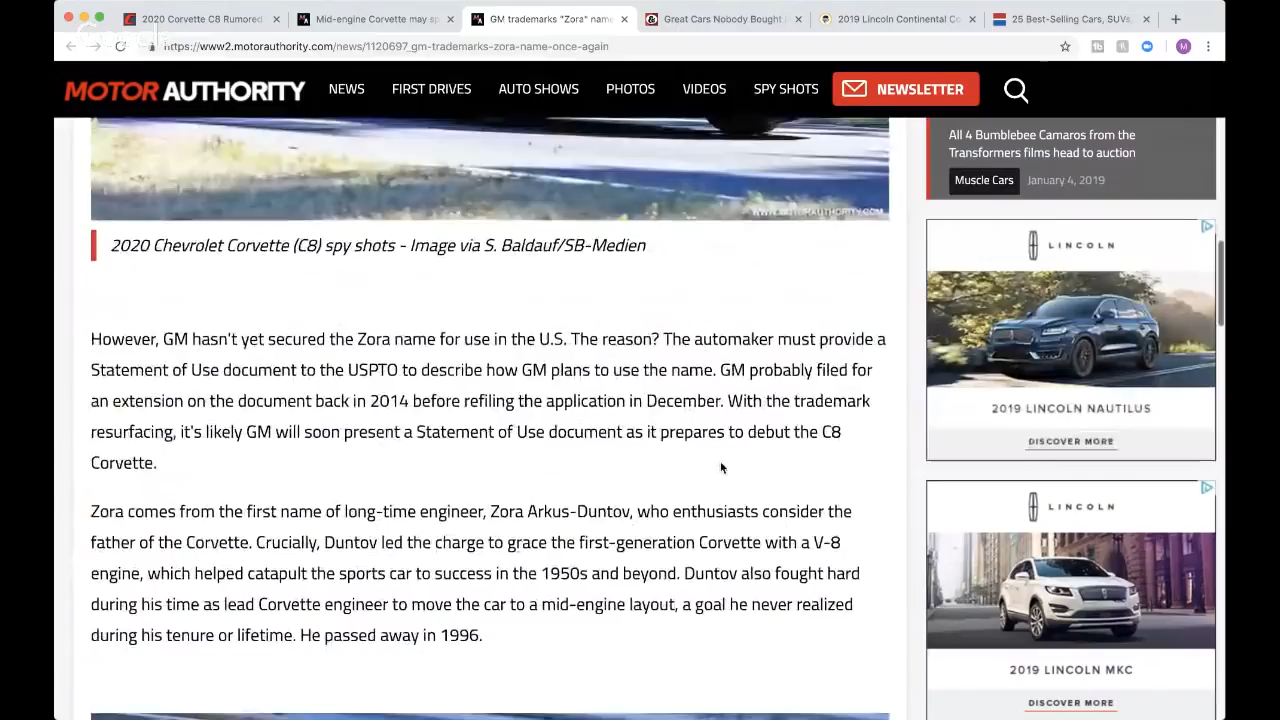 2020 Corvette C8 Rumored
Mid-engine Corvette may sp
GM trademarks "Zora" name
Great Cars Nobody Bought
2019 Lincoln Continental Co
25 Best-Selling Cars, SUVs,
https://www2.motorauthority.com/news/1120697_gm-trademarks-zora-name-once-again
M
MOTOR AUTHORITY
NEWS
FIRST DRIVES
AUTO SHOWS
PHOTOS
VIDEOS
SPY SHOTS
NEWSLETTER
WWW.MOTORAUTHORITY.COM
2020 Chevrolet Corvette (C8) spy shots - Image via S. Baldauf/SB-Medien
However, GM hasn't yet secured the Zora name for use in the U.S. The reason? The automaker must provide a
Statement of Use document to the USPTO to describe how GM plans to use the name. GM probably filed for
an extension on the document back in 2014 before refiling the application in December. With the trademark
resurfacing, it's likely GM will soon present a Statement of Use document as it prepares to debut the C8
Corvette.
Zora comes from the first name of long-time engineer, Zora Arkus-Duntov, who enthusiasts consider the
father of the Corvette. Crucially, Duntov led the charge to grace the first-generation Corvette with a V-8
engine, which helped catapult the sports car to success in the 1950s and beyond. Duntov also fought hard
during his time as lead Corvette engineer to move the car to a mid-engine layout, a goal he never realized
during his tenure or lifetime. He passed away in 1996.
All 4 Bumblebee Camaros from the
Transformers films head to auction
Muscle Cars
January 4, 2019
LINCOLN
2019 LINCOLN NAUTILUS
DISCOVER MORE
LINCOLN
2019 LINCOLN MKC
DISCOVER MORE